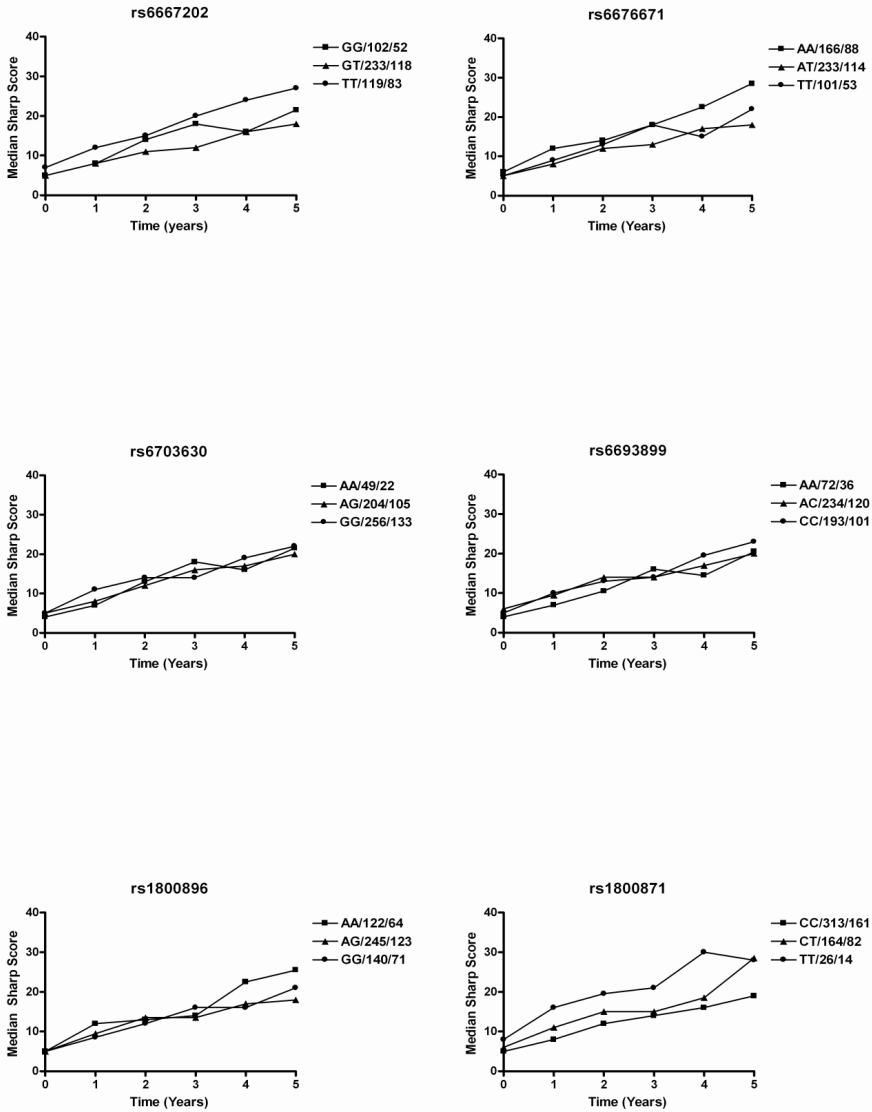 rs6667202
Median Sharp Score
40
30
20
10
0
0 1 2 3 4 5
Time (years)
GG/102/52
GT/233/118
TT/119/83
rs6676671
Median Sharp Score
40
30
20
10
0
0 1 2 3 4 5
Time (Years)
AA/166/88
AT/233/114
TT/101/53
rs6703630
Median Sharp Score
40
30
20
10
0
0 1 2 3 4 5
Time (Years)
AA/49/22
AG/204/105
GG/256/133
rs6693899
Median Sharp Score
40
30
20
10
0
0 1 2 3 4 5
Time (Years)
AA/72/36
AC/234/120
CC/193/101
rs1800896
Median Sharp Score
40
30
20
10
0
0 1 2 3 4 5
Time (Years)
AA/122/64
AG/245/123
GG/140/71
rs1800871
Median Sharp Score
40
30
20
10
0
0 1 2 3 4 5
Time (Years)
CC/313/161
CT/164/82
TT/26/14